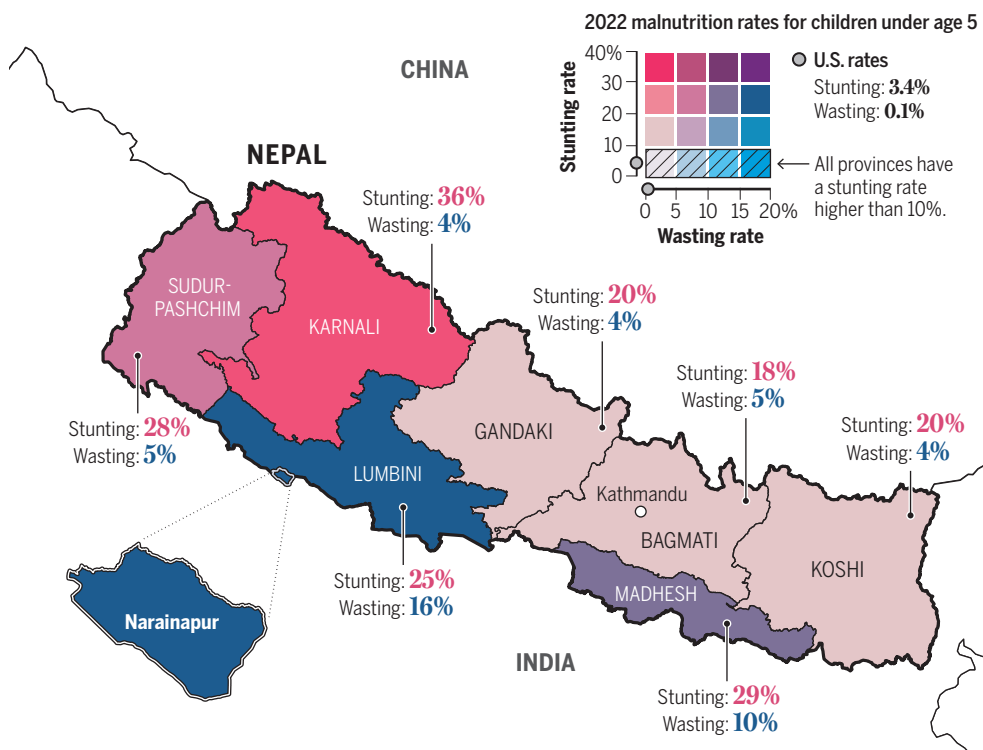 2022 malnutrition rates for children under age 5
40%
30
20
10
0
Stunting rate
0 5 10 15 20%
Wasting rate
U.S. rates
Stunting: 3.4%
Wasting: 0.1%
All provinces have
a stunting rate
higher than 10%.
CHINA
NEPAL
Stunting: 36%
Wasting: 4%
SUDUR-
PASHCHIM
KARNALI
Stunting: 20%
Wasting: 4%
Stunting: 18%
Wasting: 5%
Stunting: 28%
Wasting: 5%
GANDAKI
Stunting: 20%
Wasting: 4%
LUMBINI
Kathmandu
BAGMATI
KOSHI
Stunting: 25%
Wasting: 16%
MADHESH
Narainapur
INDIA
Stunting: 29%
Wasting: 10%